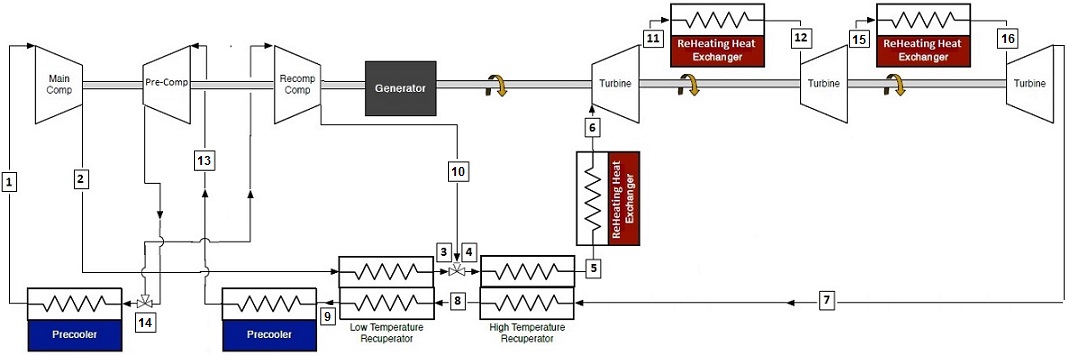 11
12
15
16
ReHeating Heat
Exchanger
ReHeating Heat
Exchanger
Main
Comp
Pre-Comp
Recomp
Comp
Generator
Turbine
Turbine
Turbine
6
13
10
1
2
ReHeating Heat
Exchanger
3
4
5
14
9
8
7
Precooler
Precooler
Low Temperature
Recuperator
High Temperature
Recuperator